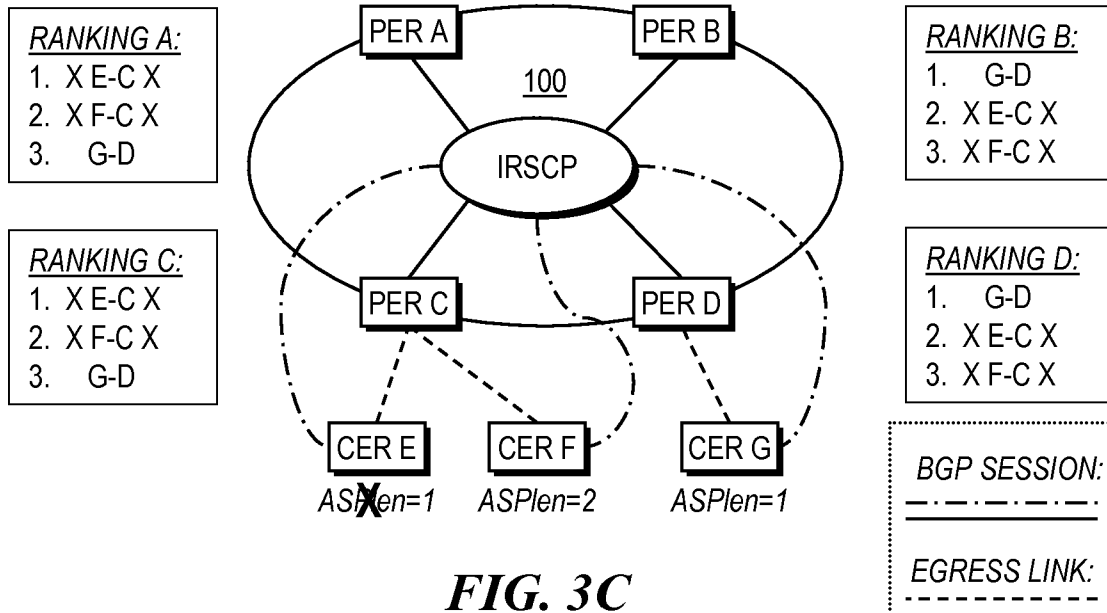 RANKING A:
1. X E-C X
2. X F-C X
3. G-D
PER A
PER B
RANKING B:
1. G-D
2. X E-C X
3. X F-C X
100
IRSCP
RANKING C:
1. X E-C X
2. X F-C X
3. G-D
PER C
PER D
RANKING D:
1. G-D
2. X E-C X
3. X F-C X
CER E
CER F
CER G
ASPlen=1
X
ASPlen=2
ASPlen=1
BGP SESSION:
EGRESS LINK:
FIG. 3C